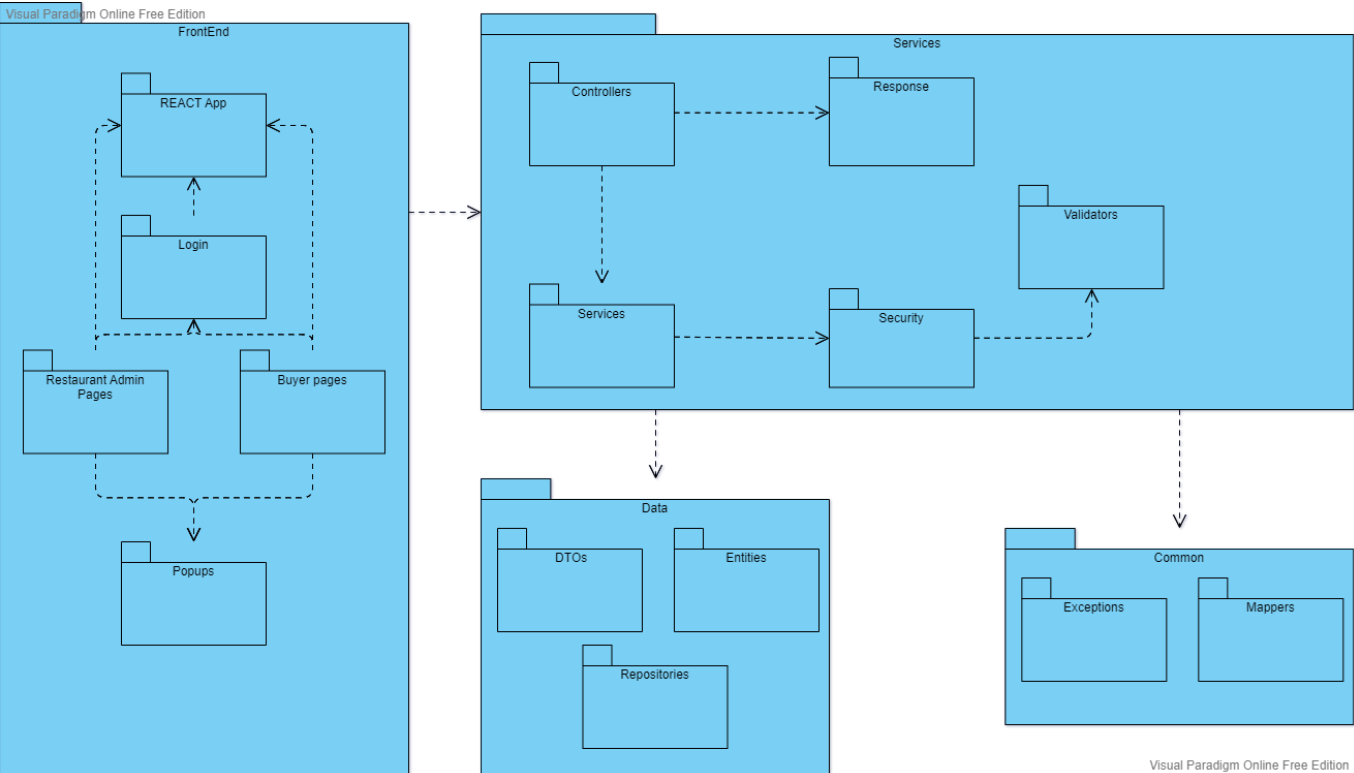 Visual Paradigm Online Free Edition
FrontEnd
REACT App
Login
Restaurant Admin
Pages
Buyer pages
Popups
Services
Controllers
Response
Validators
Services
Security
Data
DTOs
Entities
Repositories
Common
Exceptions
Mappers
Visual Paradigm Online Free Edition